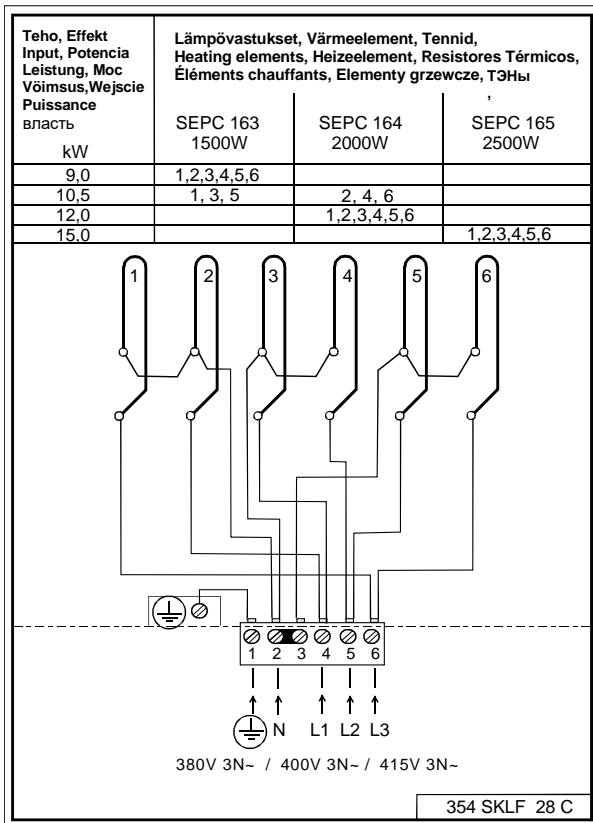 Teho, Effekt
Input, Potencia
Leistung, Moc
Vöimsus,Wejscie
Puissance
власть
kW
Lämpövastukset, Värmeelement, Tennid,
Heating elements, Heizeelement, Resistores Térmicos,
Éléments chauffants, Elementy grzewcze, ТЭНы
,
SEPC 163 SEPC 164 SEPC 165
1500W 2000W 2500W
9,0 1,2,3,4,5,6
10,5 1, 3, 5 2, 4, 6
12,0 1,2,3,4,5,6
15,0 1,2,3,4,5,6
1 2 3 4 5 6
1 2 3 4 5 6
N L1 L2 L3
380V 3N~ / 400V 3N~ / 415V 3N~
354 SKLF 28 C